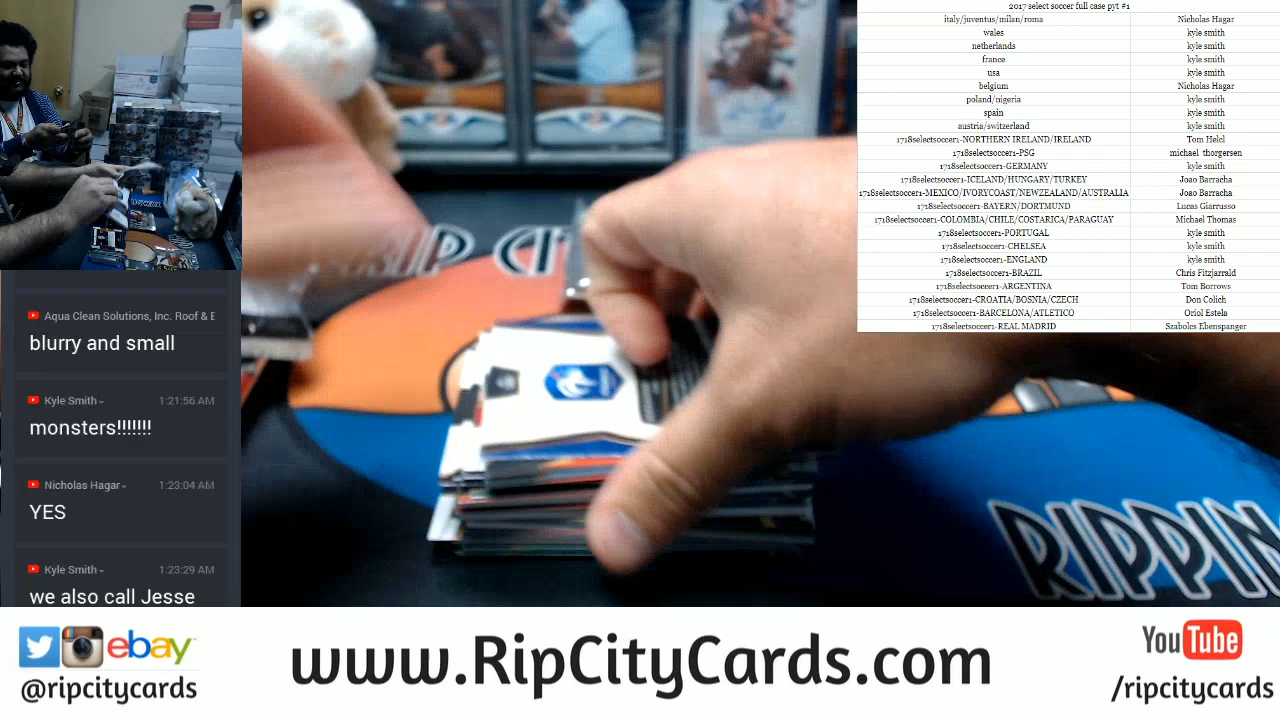 2017 select soccer full case pyt #1
italy/juventus/milan/roma Nicholas Hagar
wales kyle smith
netherlands kyle smith
france kyle smith
usa kyle smith
belgium Nicholas Hagar
poland/nigeria kyle smith
spain kyle smith
austria/switzerland kyle smith
1718selectsoccer1-NORTHERN IRELAND/IRELAND Tom Helel
1718selectsoccer1-PSG michael thorgersen
1718selectsoccer1-GERMANY kyle smith
1718selectsoccer1-ICELAND/HUNGARY/TURKEY Joao Barracha
1718selectsoccer1-MEXICO/IVORYCOAST/NEWZEALAND/AUSTRALIA Joao Barracha
1718selectsoccer1-BAYERN/DORTMUND Lucas Giarrusso
1718selectsoccer1-COLOMBIA/CHILE/COSTARICA/PARAGUAY Michael Thomas
1718selectsoccer1-PORTUGAL kyle smith
1718selectsoccer1-CHELSEA kyle smith
1718selectsoccer1-ENGLAND kyle smith
1718selectsoccer1-BRAZIL Chris Fitzjarrald
1718selectsoccer1-ARGENTINA Tom Borrows
1718selectsoccer1-CROATIA/BOSNIA/CZECH Don Colich
1718selectsoccer1-BARCELONA/ATLETICO Oriol Estela
1718selectsoccer1-REAL MADRID Szabolcs Ebenspanger
Aqua Clean Solutions, Inc. Roof & E
blurry and small
Kyle Smith 1:21:56 AM
monsters!!!!!!!
Nicholas Hagar 1:23:04 AM
YES
Kyle Smith 1:23:29 AM
we also call Jesse
RIP CIT
RIPPIN
ebay
@ripcitycards
www.RipCityCards.com
YouTube
/ripcitycards